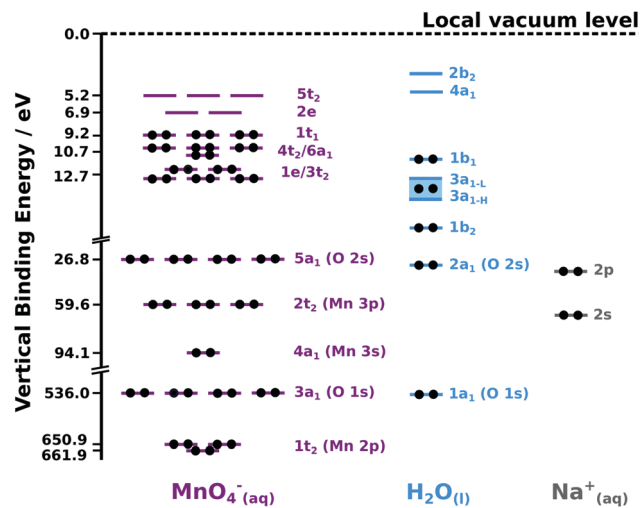 Local vacuum level
Vertical Binding Energy / eV
0.0
5.2
6.9
9.2
10.7
12.7
26.8
59.6
94.1
536.0
650.9
661.9
5t₂
2e
1t₁
4t₂/6a₁
1e/3t₂
5a₁ (O 2s)
2t₂ (Mn 3p)
4a₁ (Mn 3s)
3a₁ (O 1s)
1t₂ (Mn 2p)
2b₂
4a₁
1b₁
3a₁₋L
3a₁₋H
1b₂
2a₁ (O 2s)
1a₁ (O 1s)
2p
2s
MnO₄⁻(aq)
H₂O(l)
Na⁺(aq)